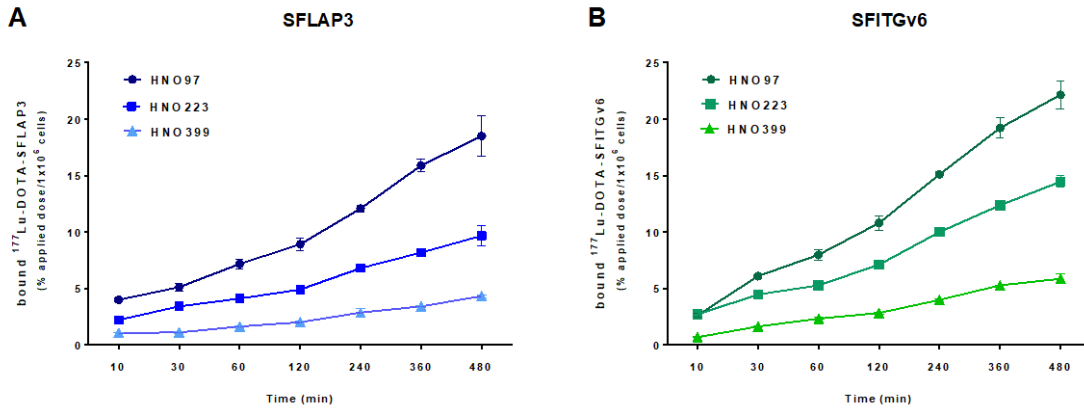 A
SFLAP3
bound ¹⁷⁷Lu-DOTA-SFLAP3
(% applied dose/1x10⁶ cells)
25
20
15
10
5
0
HNO97
HNO223
HNO399
10 30 60 120 240 360 480
Time (min)
B
SFITGv6
bound ¹⁷⁷Lu-DOTA-SFITGv6
(% applied dose/1x10⁶ cells)
25
20
15
10
5
0
HNO97
HNO223
HNO399
10 30 60 120 240 360 480
Time (min)